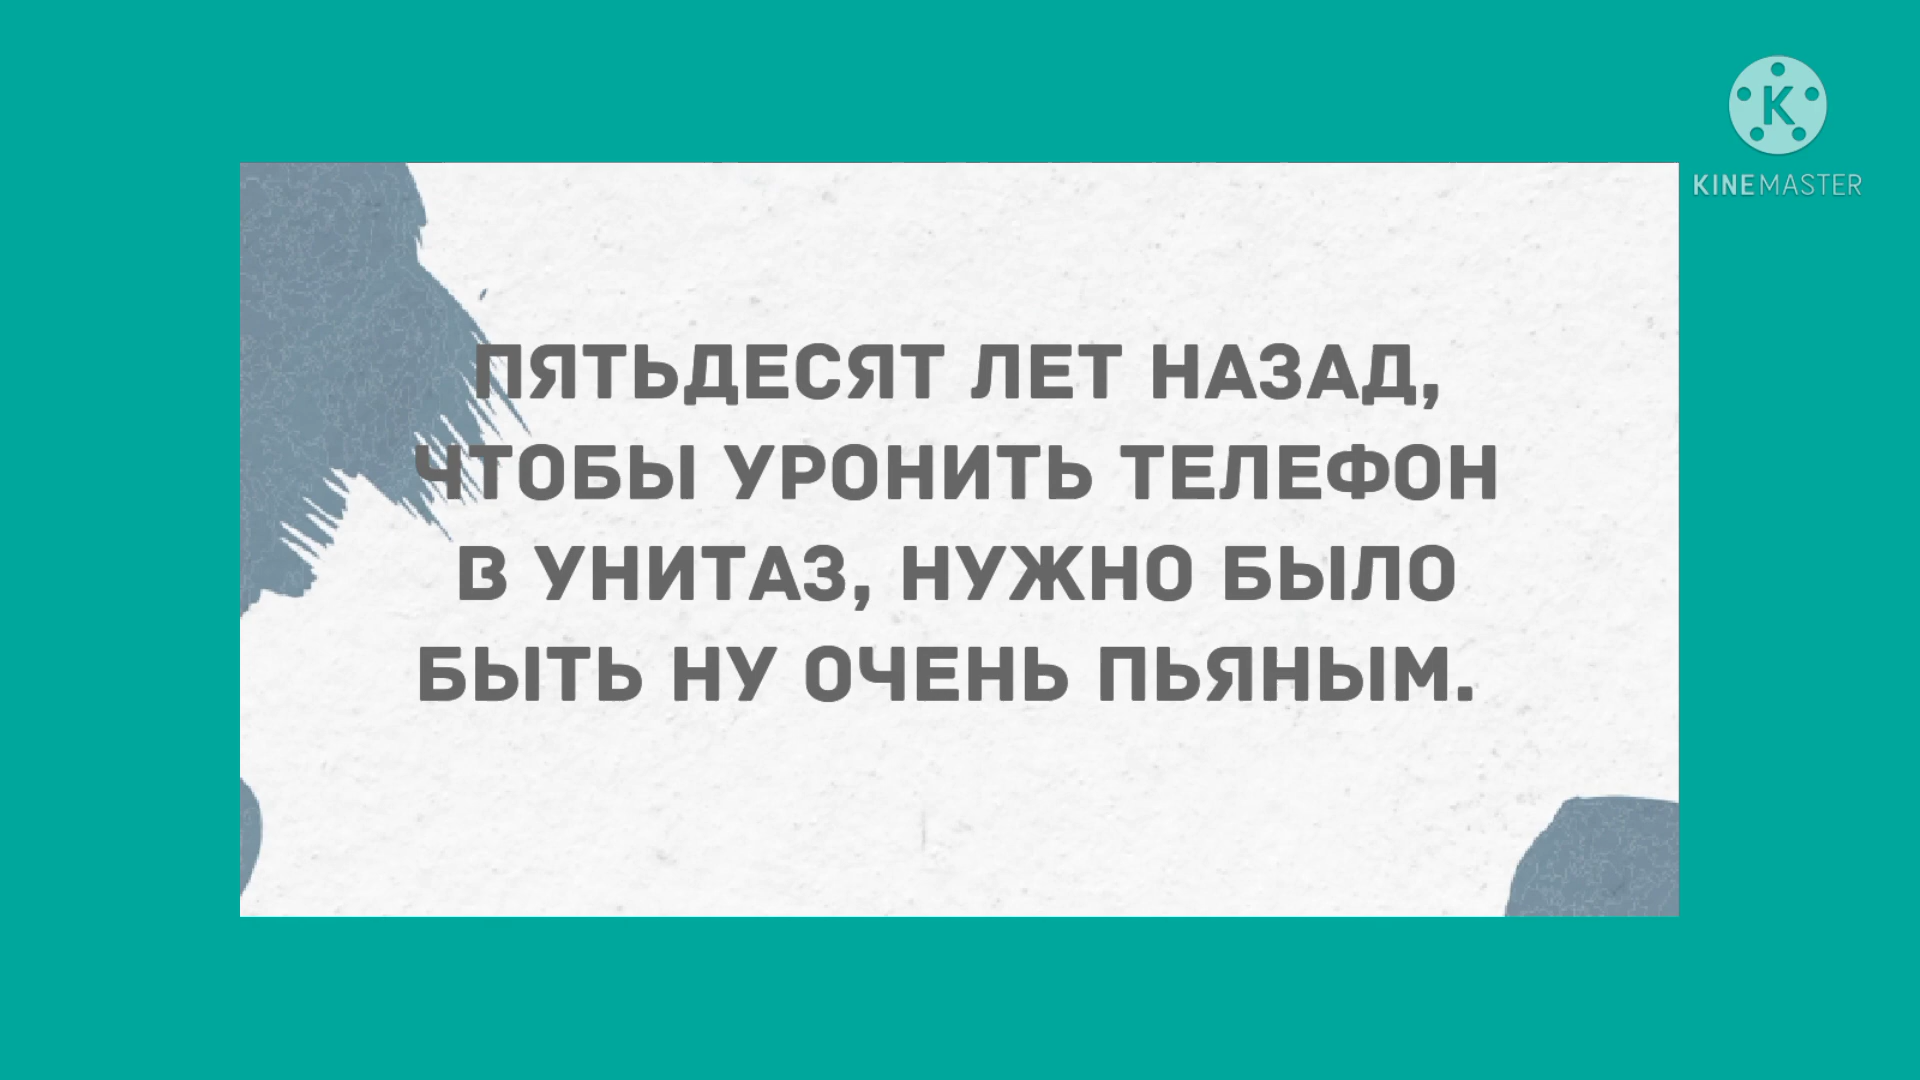 KINEMASTER
ПЯТЬДЕСЯТ ЛЕТ НАЗАД,
ЧТОБЫ УРОНИТЬ ТЕЛЕФОН
В УНИТАЗ, НУЖНО БЫЛО
БЫТЬ НУ ОЧЕНЬ ПЬЯНЫМ.